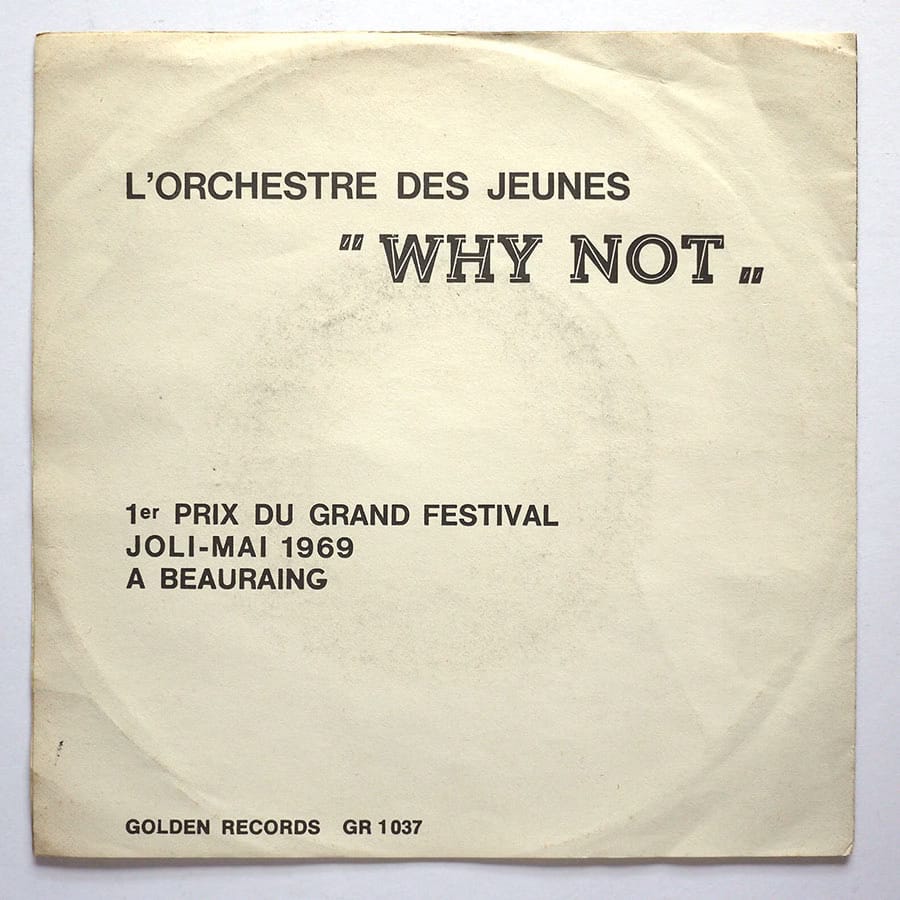 L'ORCHESTRE DES JEUNES
" WHY NOT „
1er PRIX DU GRAND FESTIVAL
JOLI-MAI 1969
A BEAURAING
GOLDEN RECORDS GR 1037